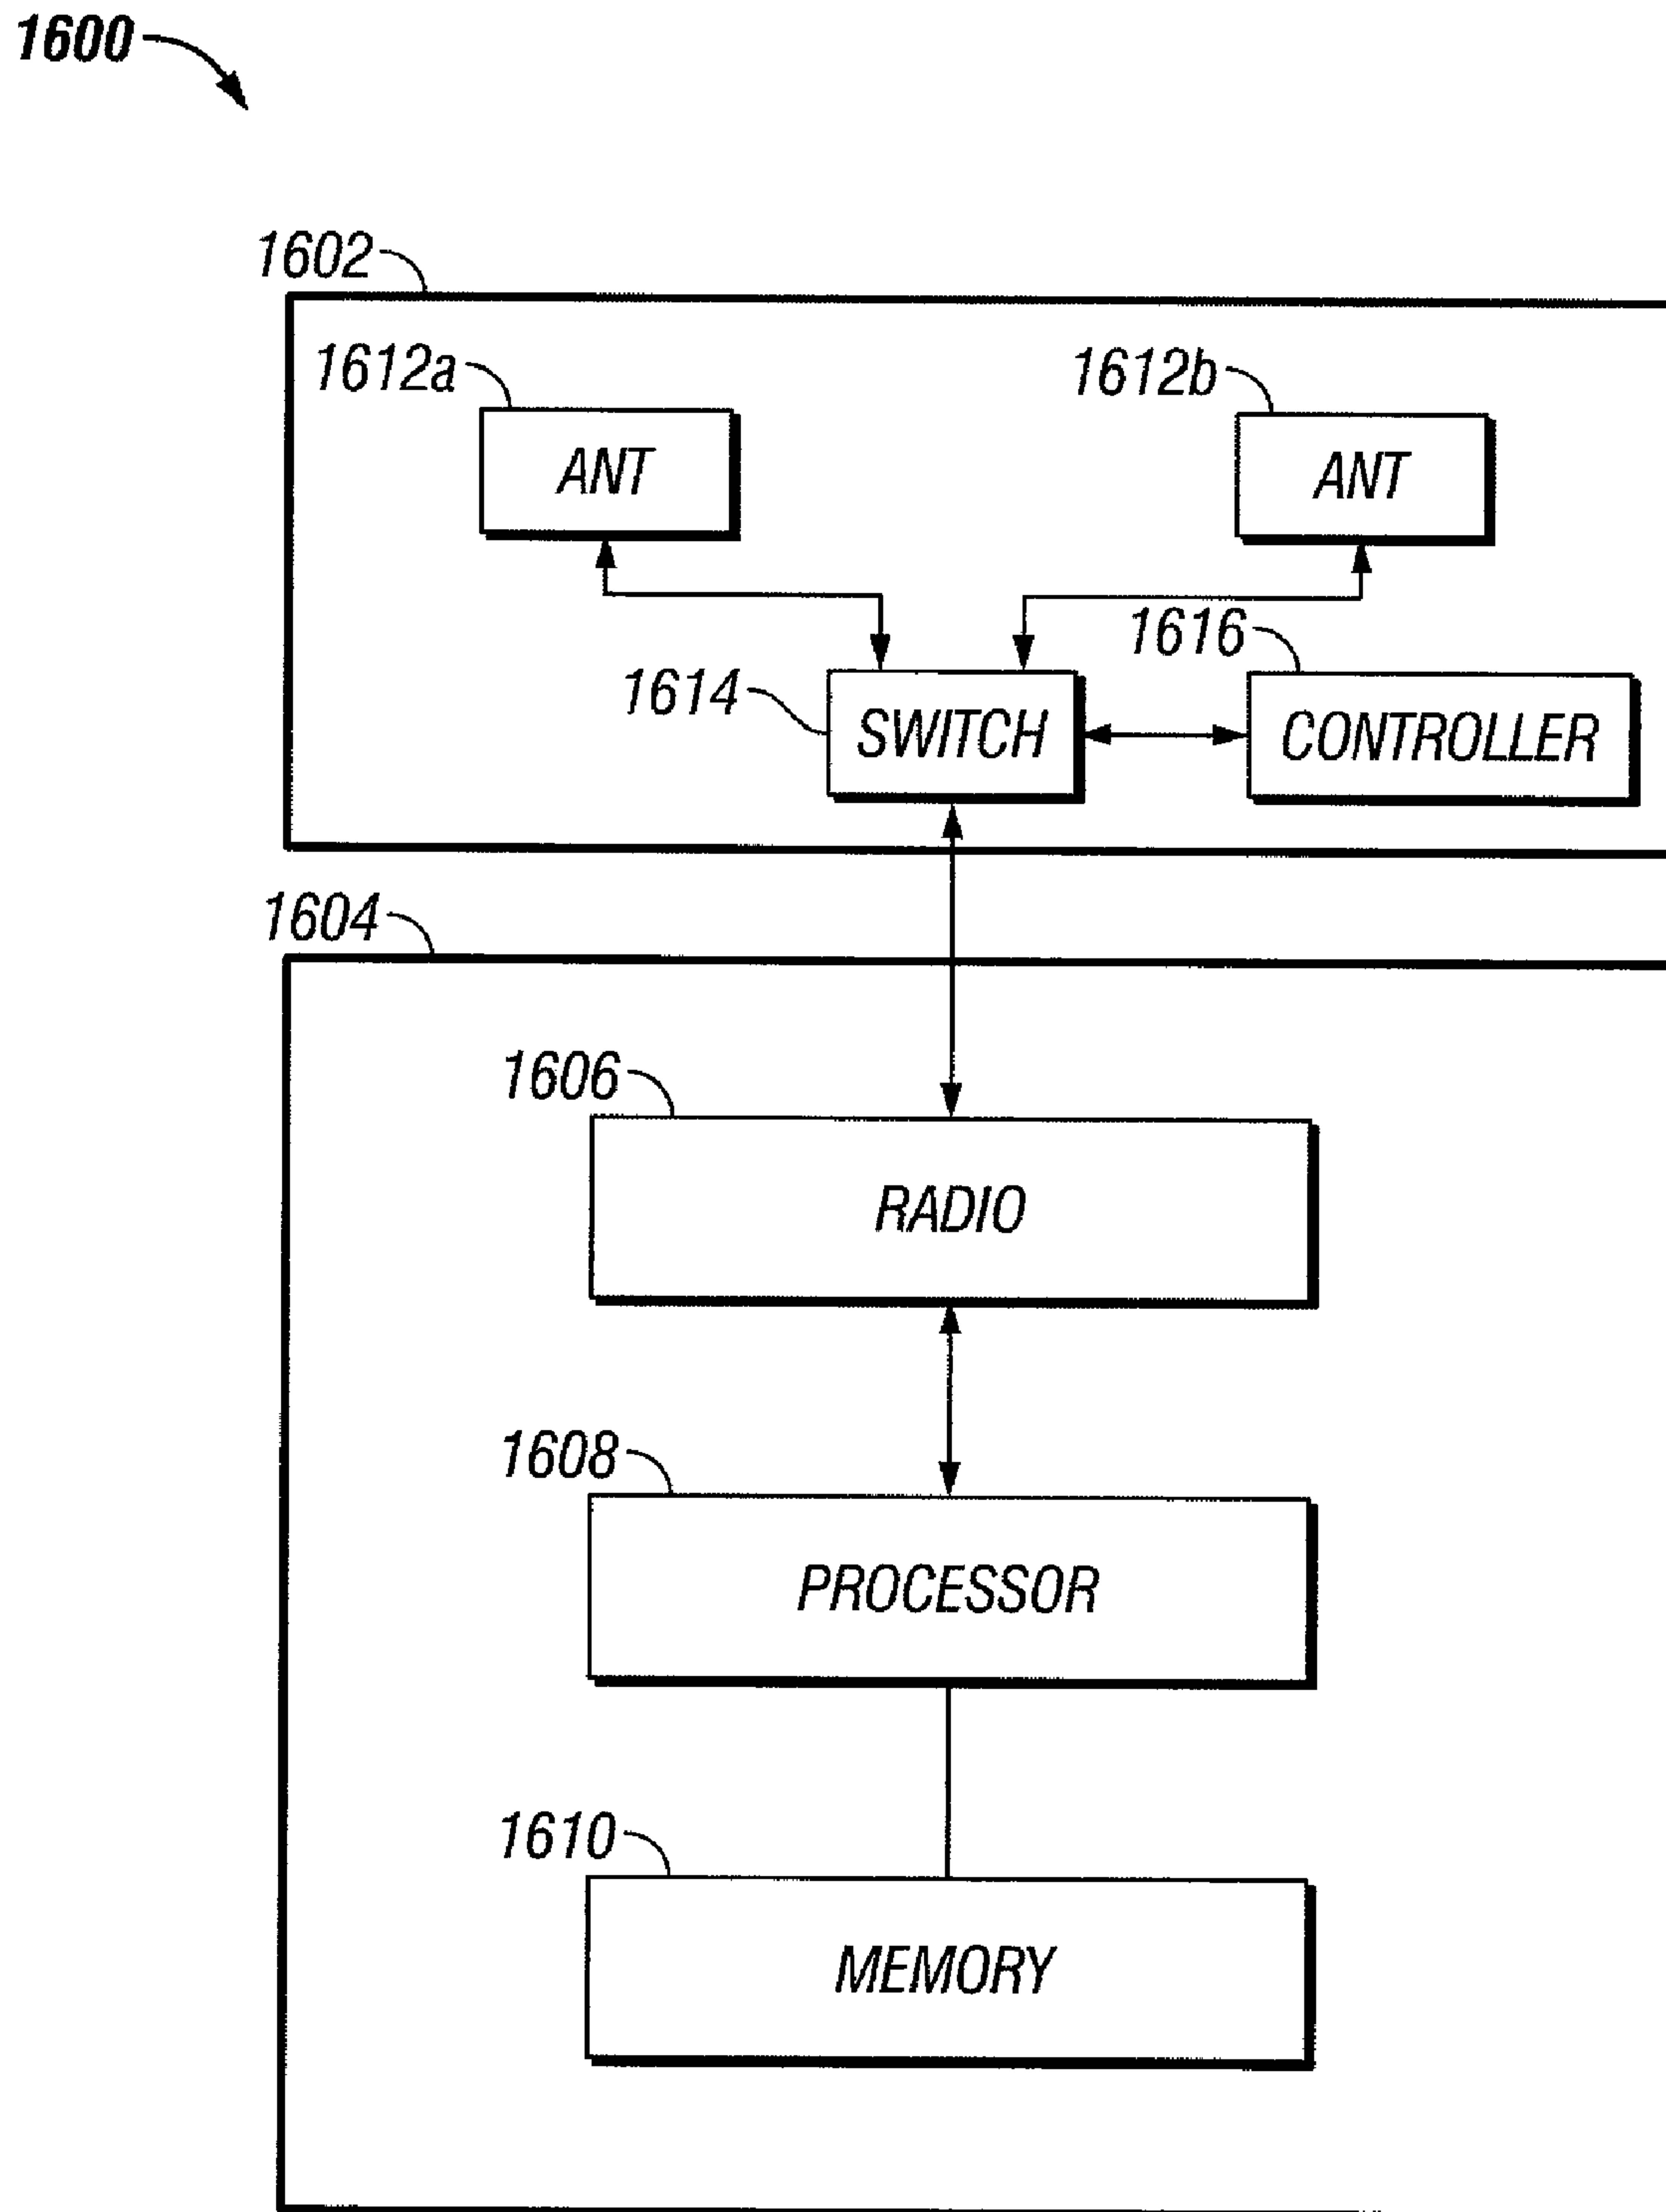 1600
1602
1612a
1612b
ANT
ANT
1616
1614
SWITCH
CONTROLLER
1604
1606
RADIO
1608
PROCESSOR
1610
MEMORY